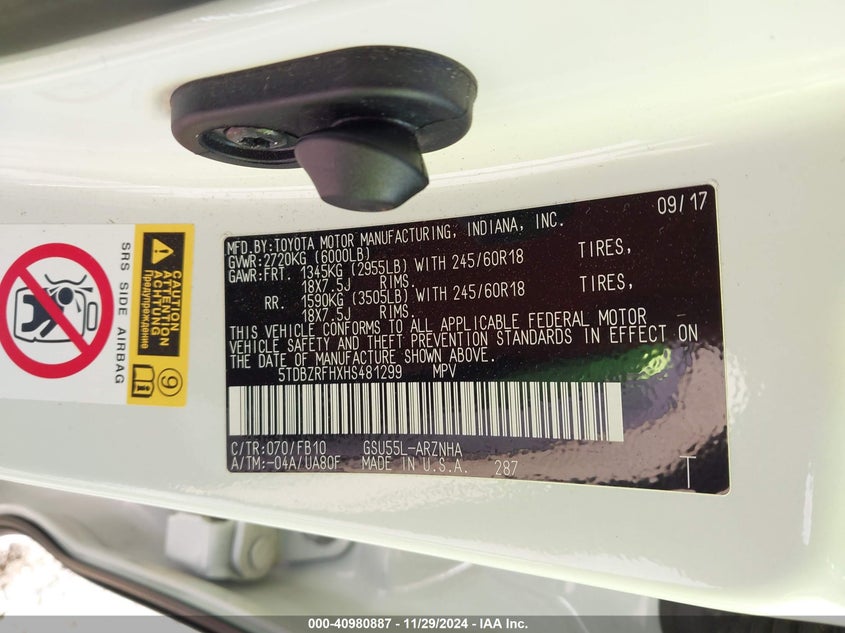 SRS SIDE AIRBAG
WARNING
ATTENTION
ACHTUNG
Предупреждение
9
09/17
MFD.BY:TOYOTA MOTOR MANUFACTURING, INDIANA, INC.
GVWR:2720KG (6000LB)
GAWR:FRT. 1345KG (2955LB) WITH 245/60R18 TIRES,
18X7.5J RIMS.
RR. 1590KG (3505LB) WITH 245/60R18 TIRES,
18X7.5J RIMS.
THIS VEHICLE CONFORMS TO ALL APPLICABLE FEDERAL MOTOR
VEHICLE SAFETY AND THEFT PREVENTION STANDARDS IN EFFECT ON
THE DATE OF MANUFACTURE SHOWN ABOVE.
5TDBZRFHXHS481299 MPV
C/TR:070/FB10 GSU55L-ARZNHA
A/TM:-04A/UA80F MADE IN U.S.A. 287
T
000-40980887 - 11/29/2024 - IAA Inc.